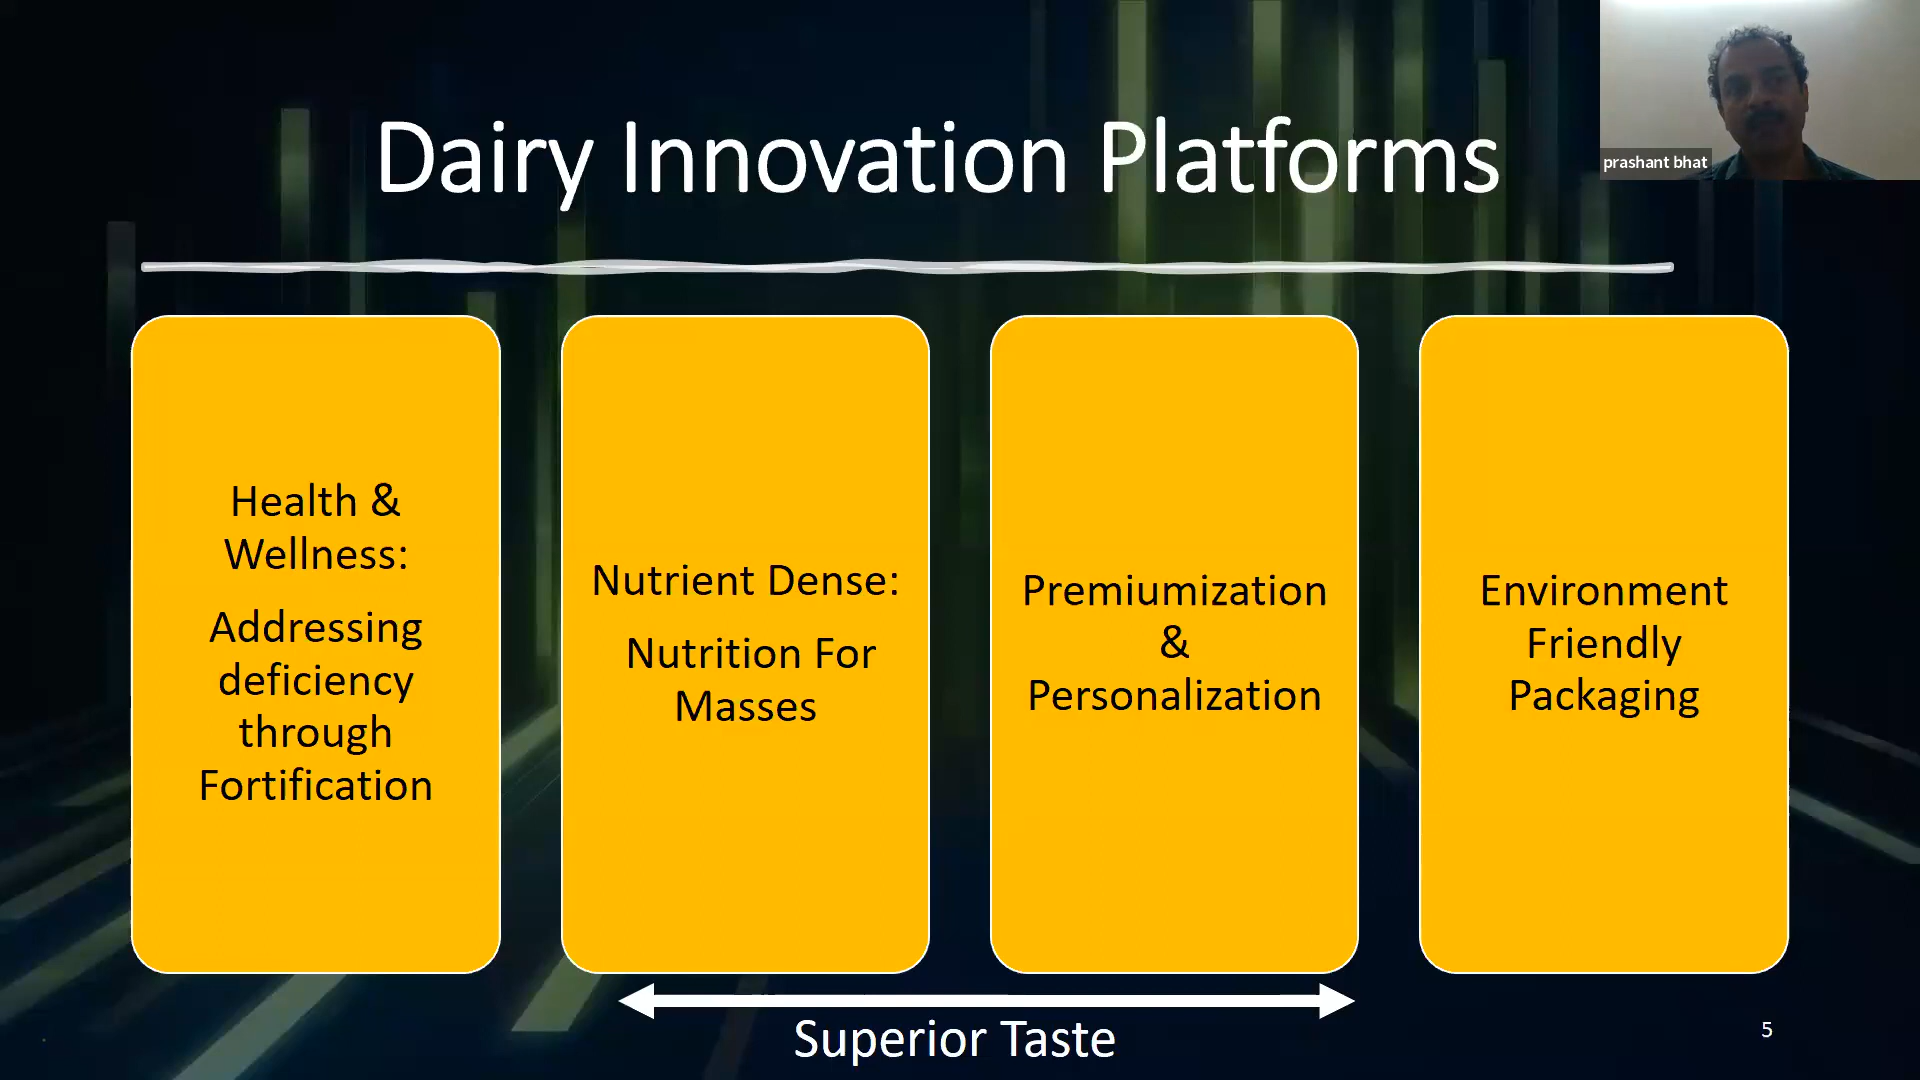 Dairy Innovation Platforms
prashant bhat
Health &
Wellness:
Addressing
deficiency
through
Fortification
Nutrient Dense:
Nutrition For
Masses
Premiumization
&
Personalization
Environment
Friendly
Packaging
Superior Taste
5